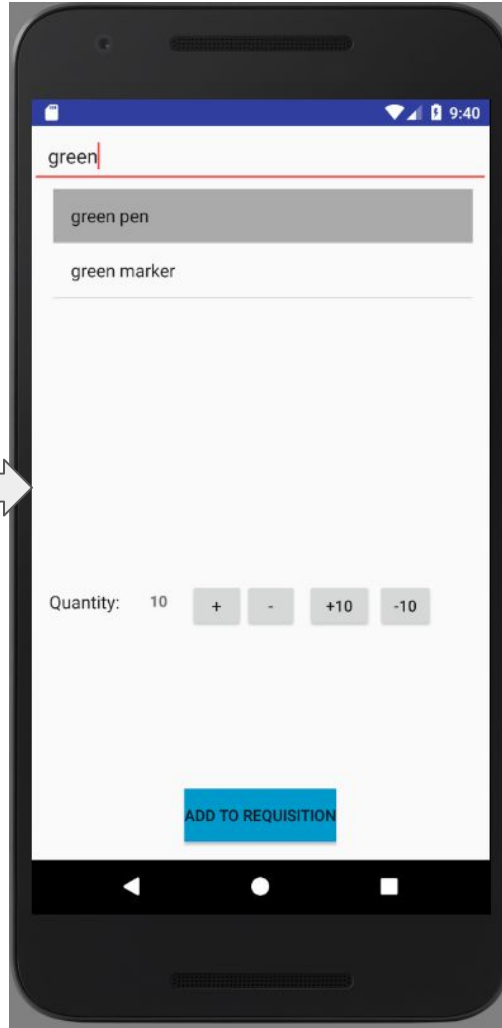 9:40
green
green pen
green marker
Quantity: 10 + - +10 -10
ADD TO REQUISITION